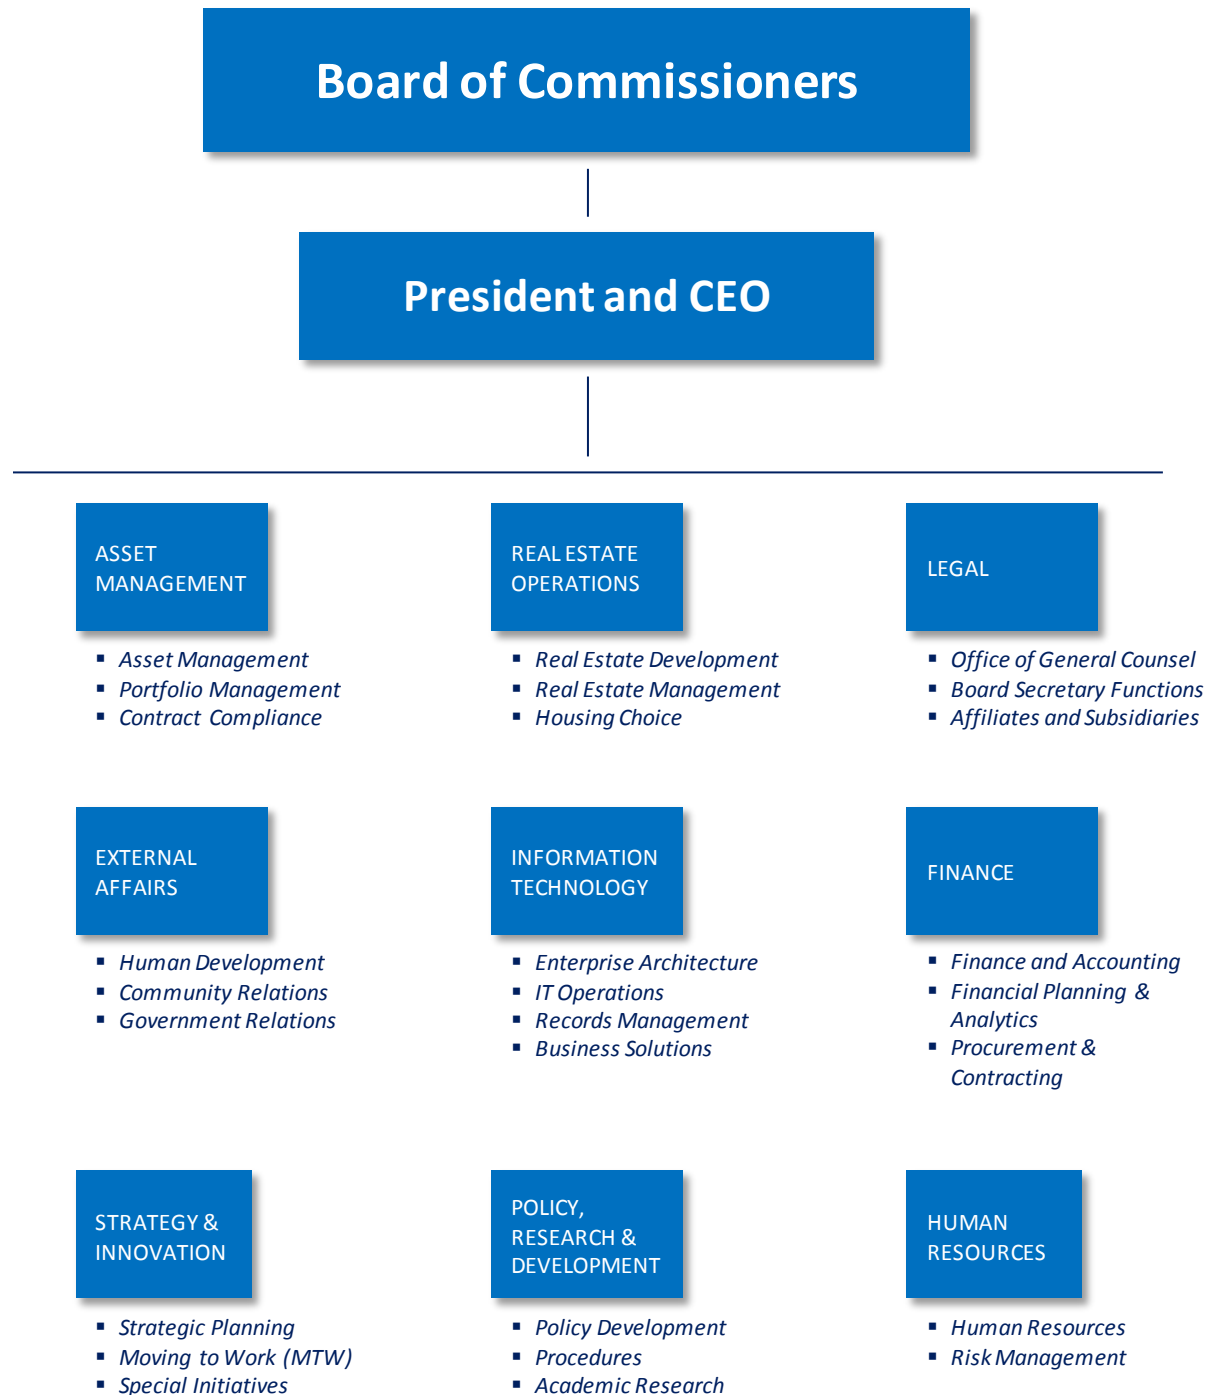 Board of Commissioners
President and CEO
ASSET
MANAGEMENT
▪ Asset Management
▪ Portfolio Management
▪ Contract Compliance
REAL ESTATE
OPERATIONS
▪ Real Estate Development
▪ Real Estate Management
▪ Housing Choice
LEGAL
▪ Office of General Counsel
▪ Board Secretary Functions
▪ Affiliates and Subsidiaries
EXTERNAL
AFFAIRS
▪ Human Development
▪ Community Relations
▪ Government Relations
INFORMATION
TECHNOLOGY
▪ Enterprise Architecture
▪ IT Operations
▪ Records Management
▪ Business Solutions
FINANCE
▪ Finance and Accounting
▪ Financial Planning &
Analytics
▪ Procurement &
Contracting
STRATEGY &
INNOVATION
▪ Strategic Planning
▪ Moving to Work (MTW)
▪ Special Initiatives
POLICY,
RESEARCH &
DEVELOPMENT
▪ Policy Development
▪ Procedures
▪ Academic Research
HUMAN
RESOURCES
▪ Human Resources
▪ Risk Management